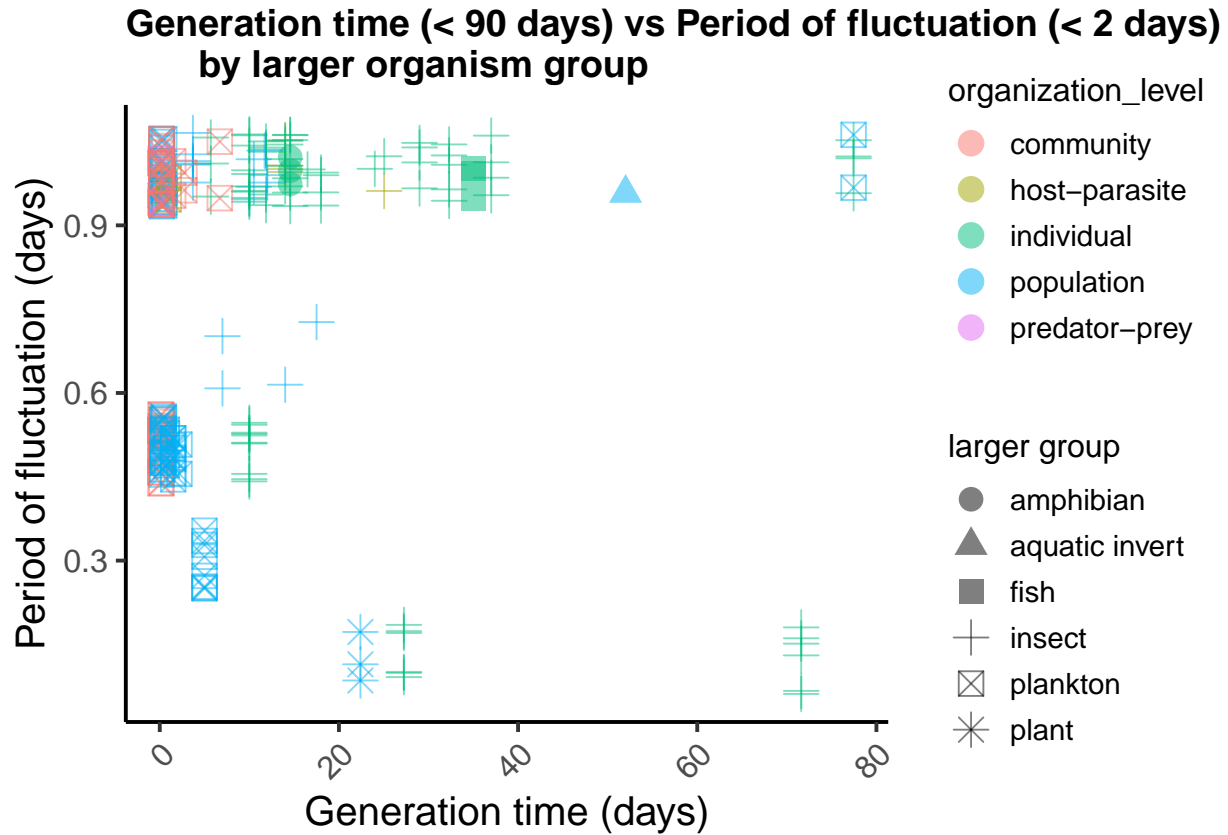 Generation time (< 90 days) vs Period of fluctuation (< 2 days)
by larger organism group
Period of fluctuation (days)
0.9
0.6
0.3
0
20
40
60
80
Generation time (days)
organization_level
community
host−parasite
individual
population
predator−prey
larger group
amphibian
aquatic invert
fish
insect
plankton
plant